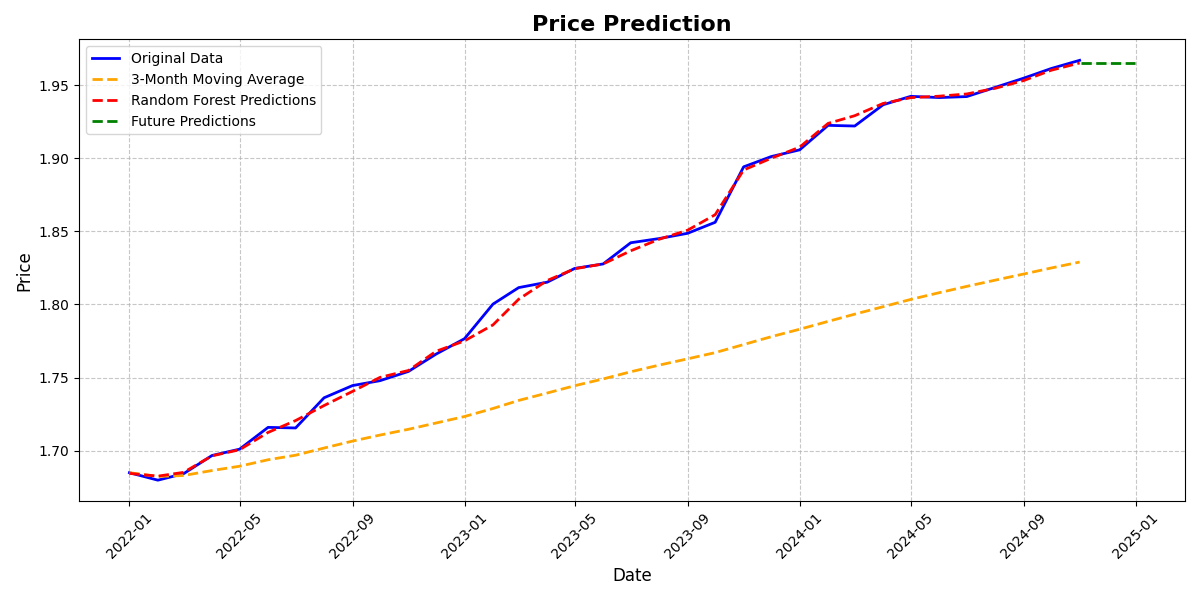 Price Prediction
Original Data
3-Month Moving Average
Random Forest Predictions
Future Predictions
Price
1.95
1.90
1.85
1.80
1.75
1.70
2022-01
2022-05
2022-09
2023-01
2023-05
2023-09
2024-01
2024-05
2024-09
2025-01
Date